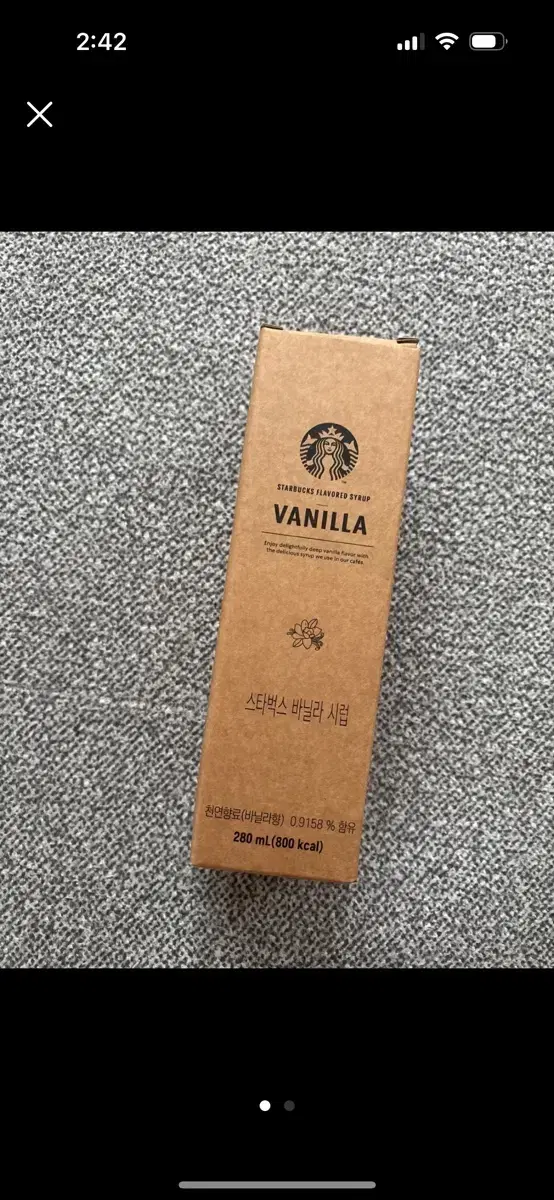 2:42
STARBUCKS FLAVORED SYRUP
VANILLA
Enjoy delightfully deep vanilla flavor with
the delicious syrup we use in our cafés.
스타벅스 바닐라 시럽
천연향료(바닐라향) 0.9158 % 함유
280 mL(800 kcal)